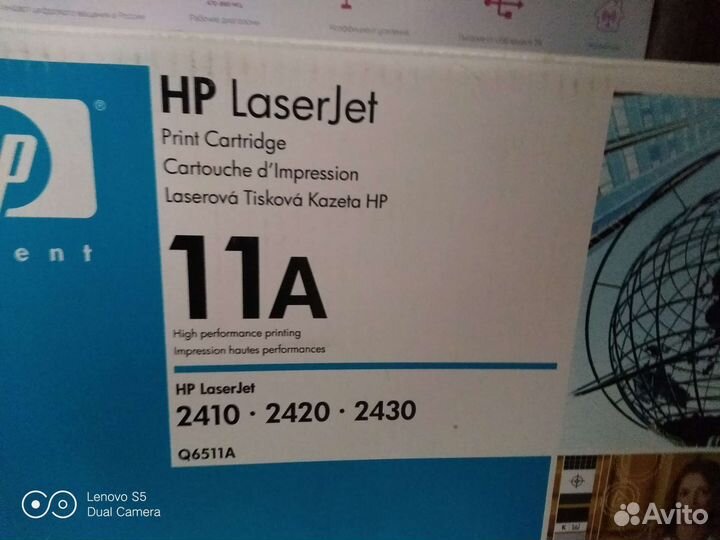 HP LaserJet
Print Cartridge
Cartouche d'Impression
Laserová Tisková Kazeta HP
11A
High performance printing
Impression hautes performances
HP LaserJet
2410 · 2420 · 2430
Q6511A
hp ®
ent
K
Lenovo S5
Dual Camera
Avito